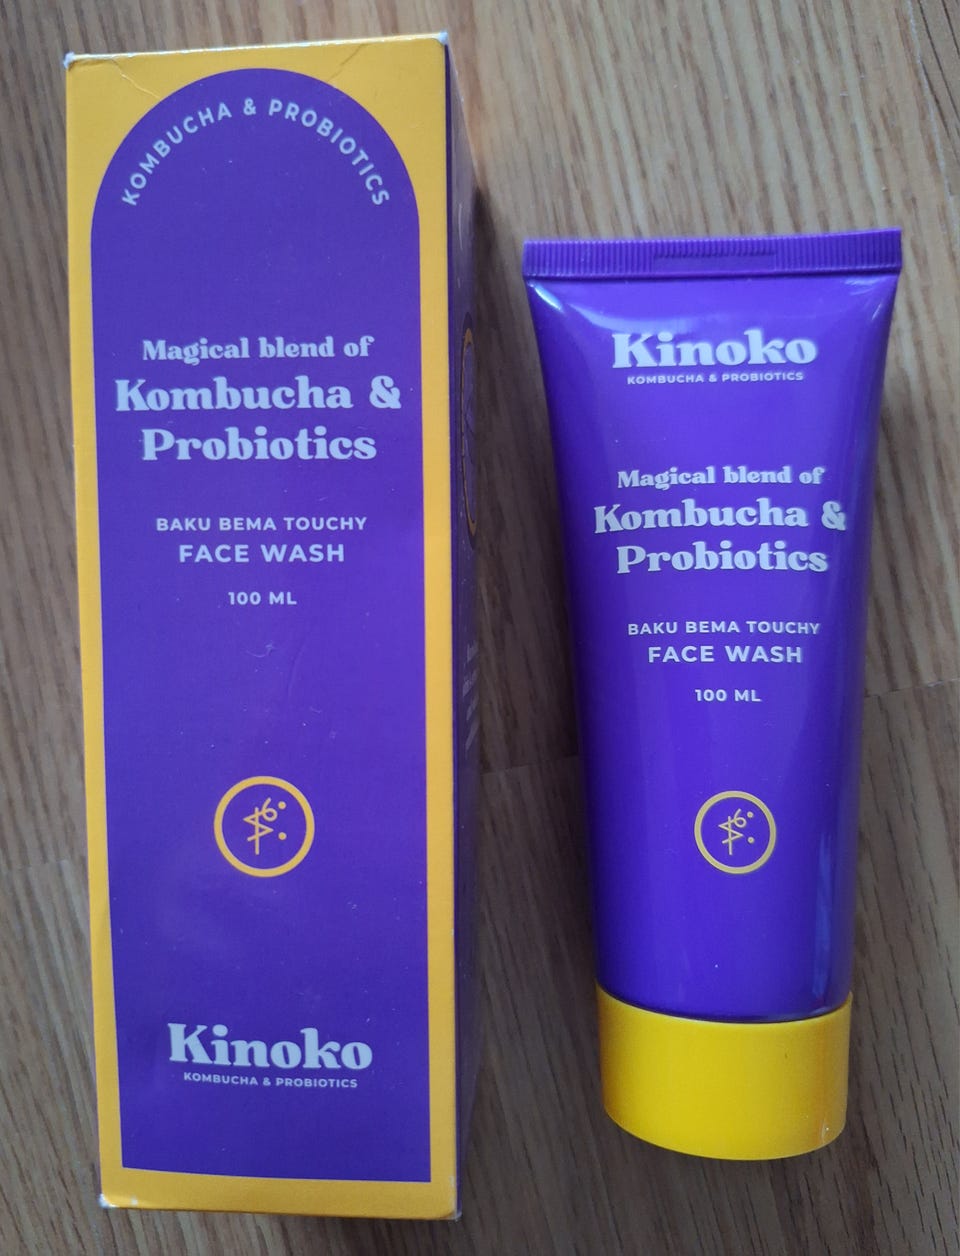 KOMBUCHA & PROBIOTICS
Magical blend of
Kombucha &
Probiotics
BAKU BEMA TOUCHY
FACE WASH
100 ML
Kinoko
KOMBUCHA & PROBIOTICS
Kinoko
KOMBUCHA & PROBIOTICS
Magical blend of
Kombucha &
Probiotics
BAKU BEMA TOUCHY
FACE WASH
100 ML